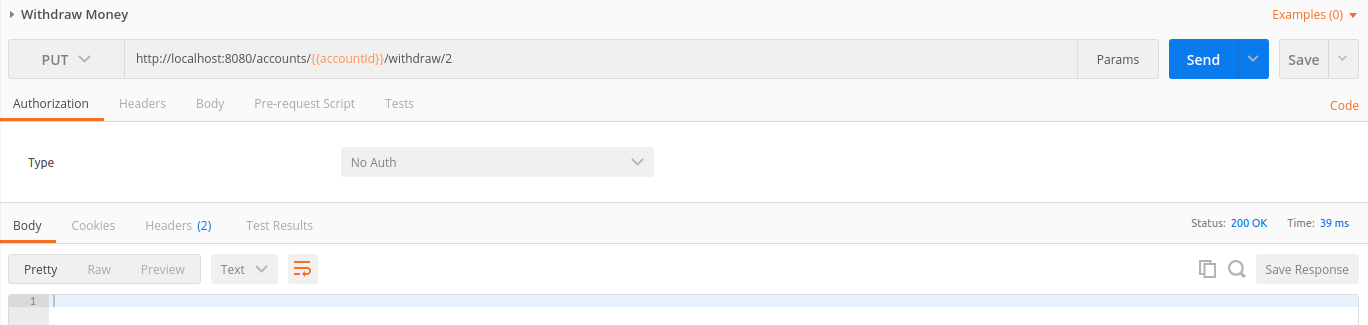 Withdraw Money Examples (0)
PUT http://localhost:8080/accounts/{{accountId}}/withdraw/2 Params Send Save
Authorization Headers Body Pre-request Script Tests Code
Type No Auth
Body Cookies Headers (2) Test Results Status: 200 OK Time: 39 ms
Pretty Raw Preview Text Save Response
1